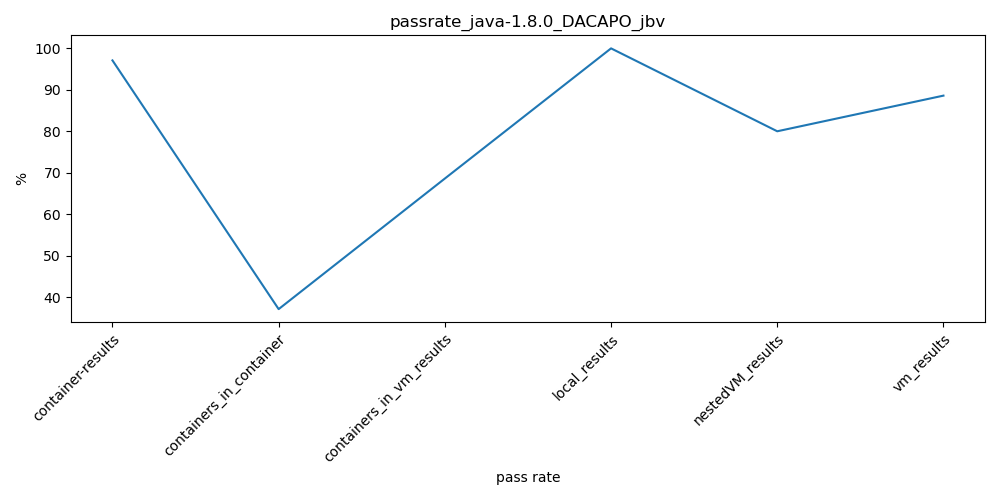 passrate_java-1.8.0_DACAPO_jbv
100
90
80
70
60
50
40
%
container-results
containers_in_container
containers_in_vm_results
local_results
nestedVM_results
vm_results
pass rate